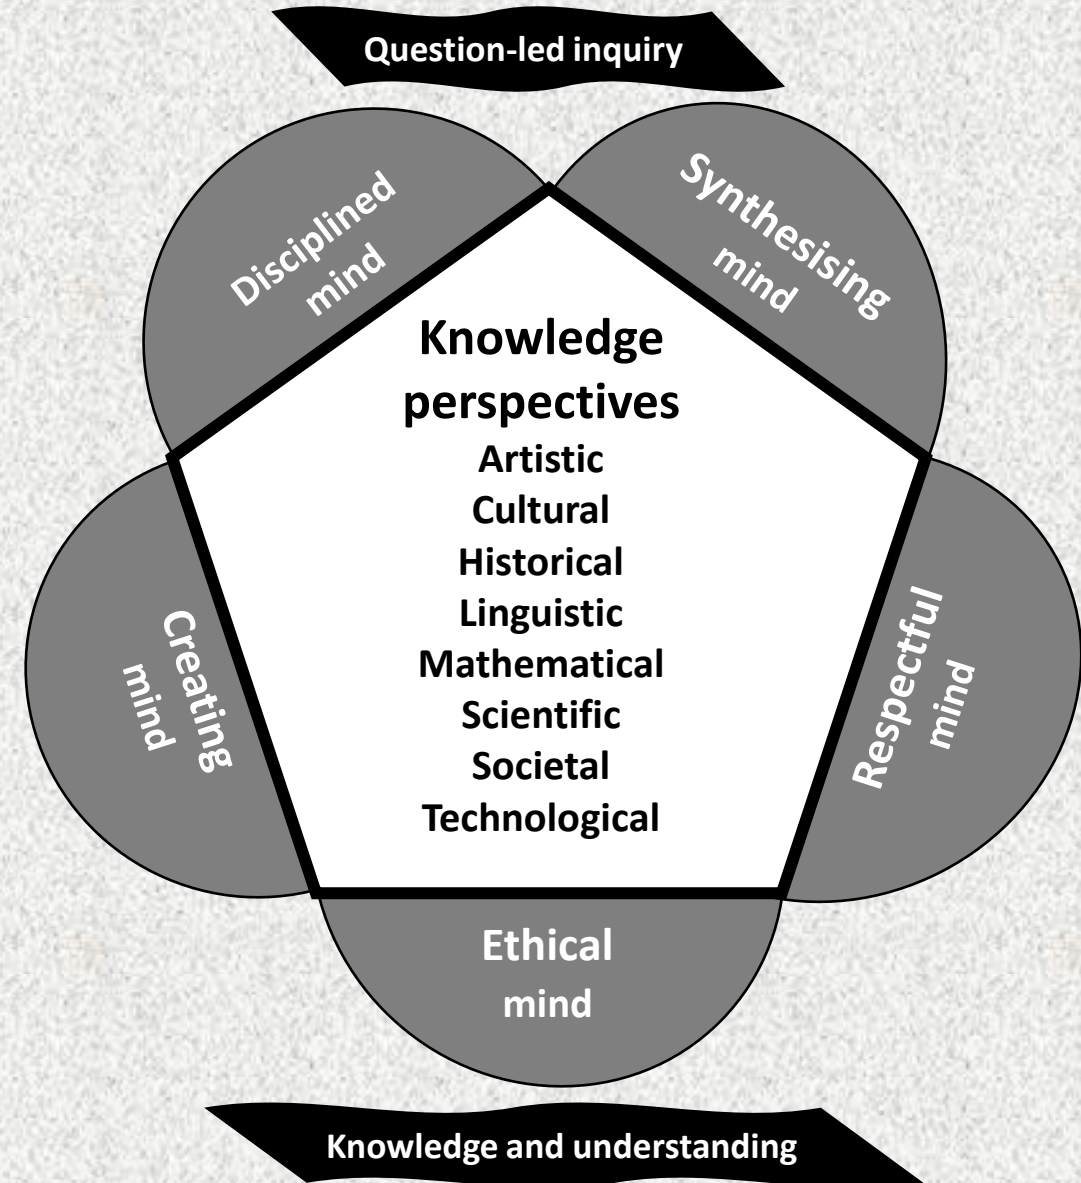 Question-led inquiry
Disciplined
mind
Synthesising
mind
Knowledge
perspectives
Artistic
Cultural
Historical
Linguistic
Mathematical
Scientific
Societal
Technological
Creating
mind
Respectful
mind
Ethical
mind
Knowledge and understanding